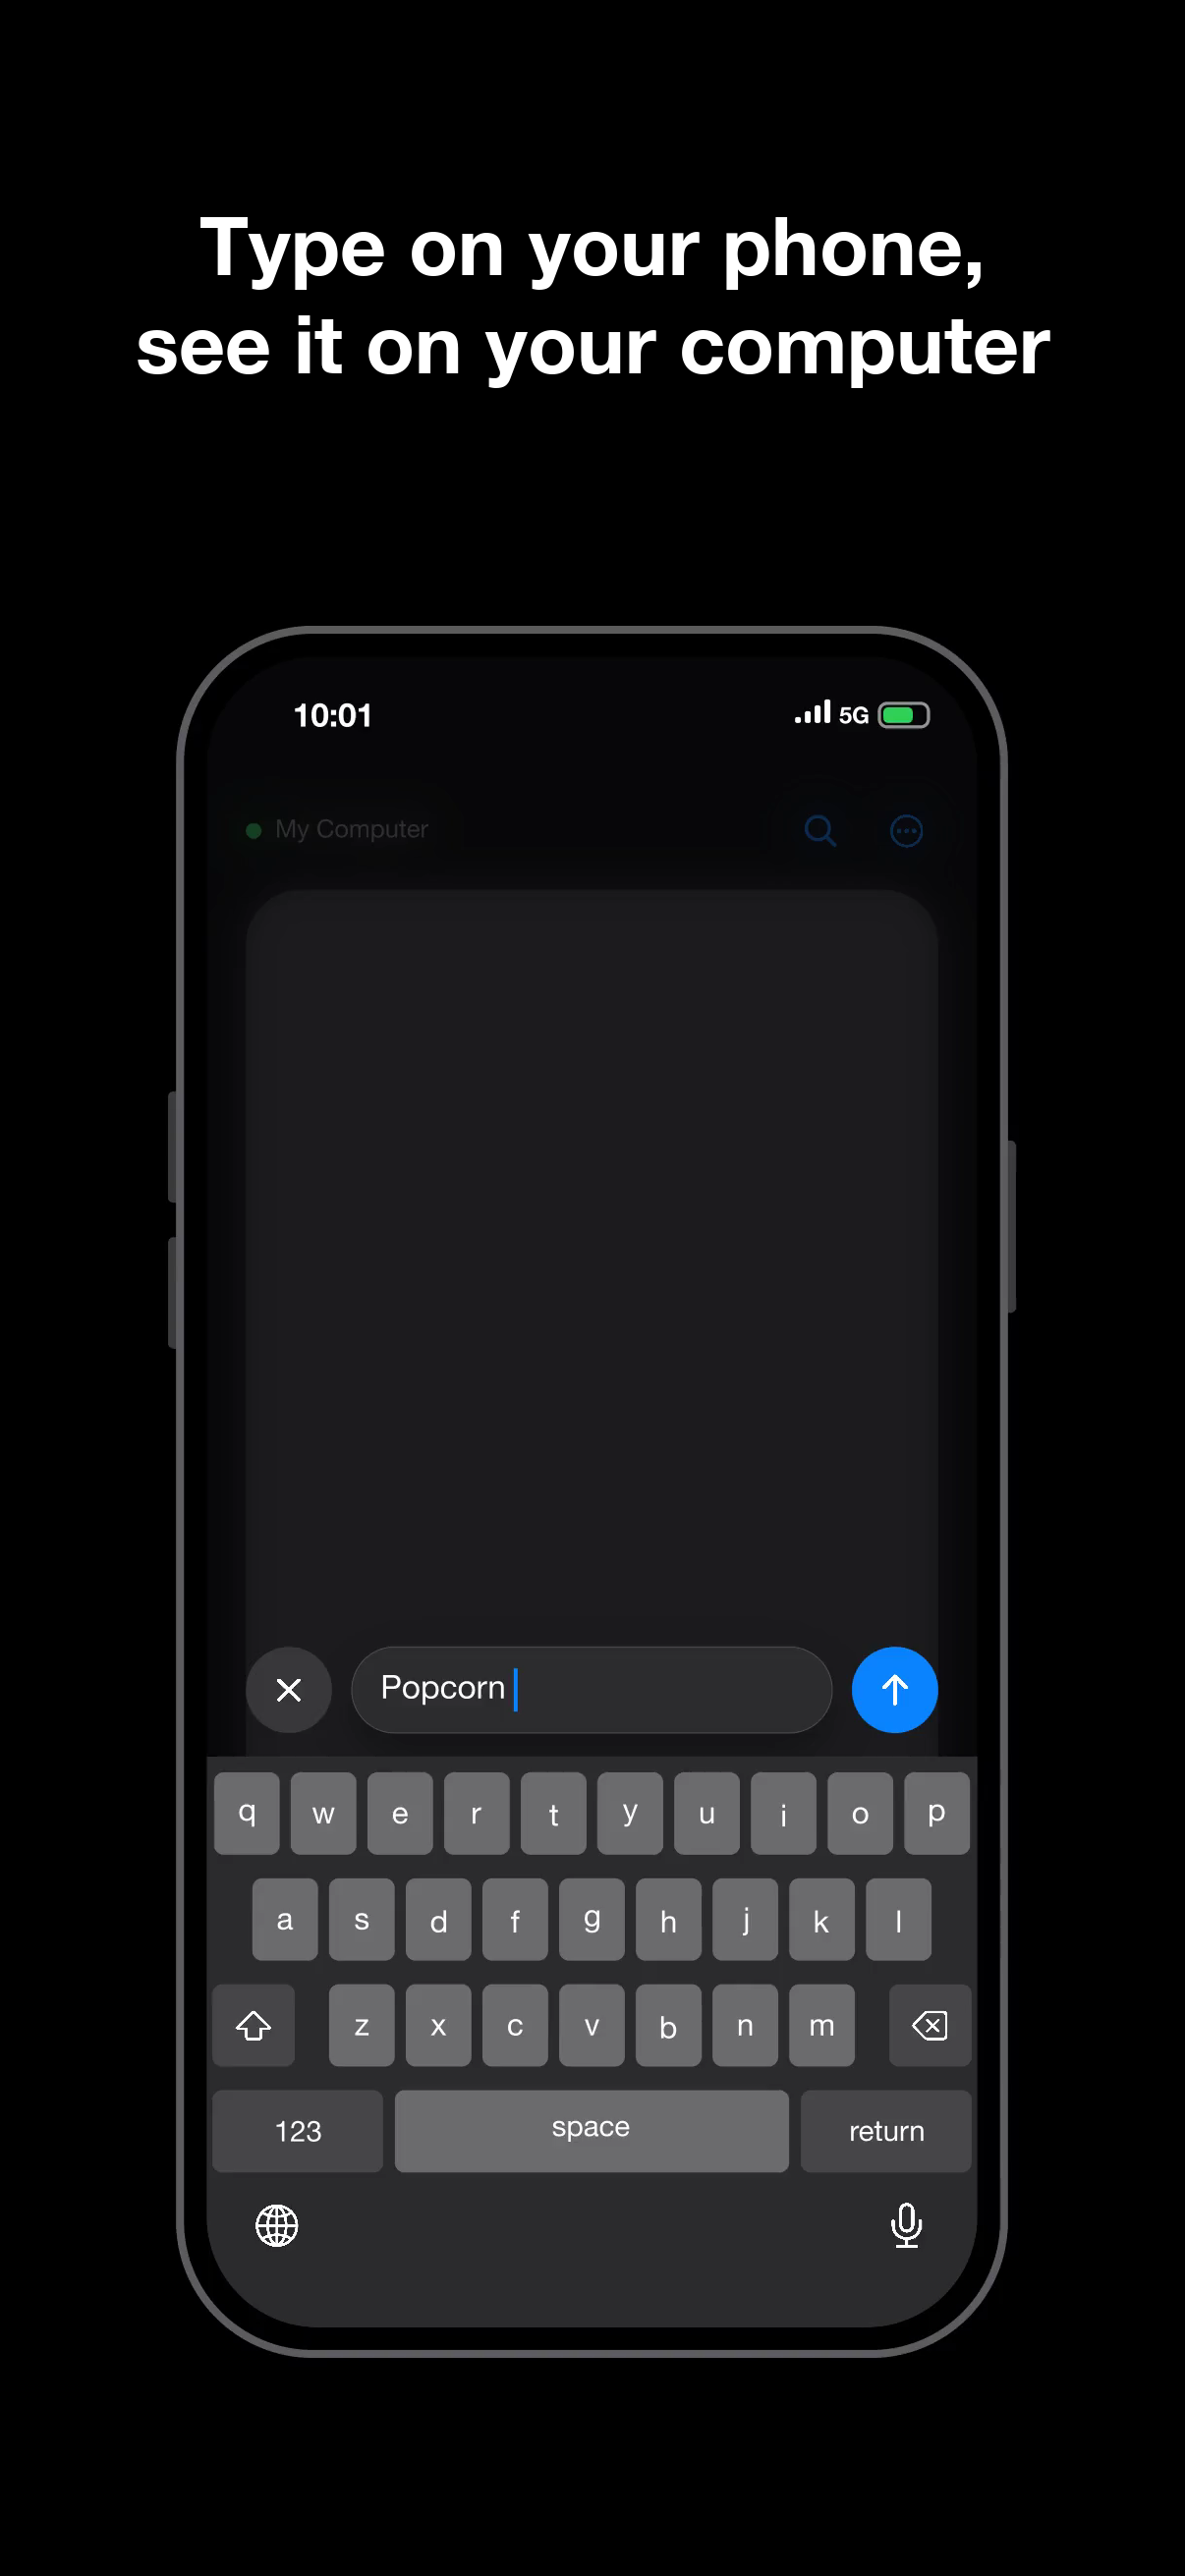 Type on your phone,
see it on your computer
10:01 5G
My Computer
Popcorn
q w e r t y u i o p
a s d f g h j k l
z x c v b n m
123 space return